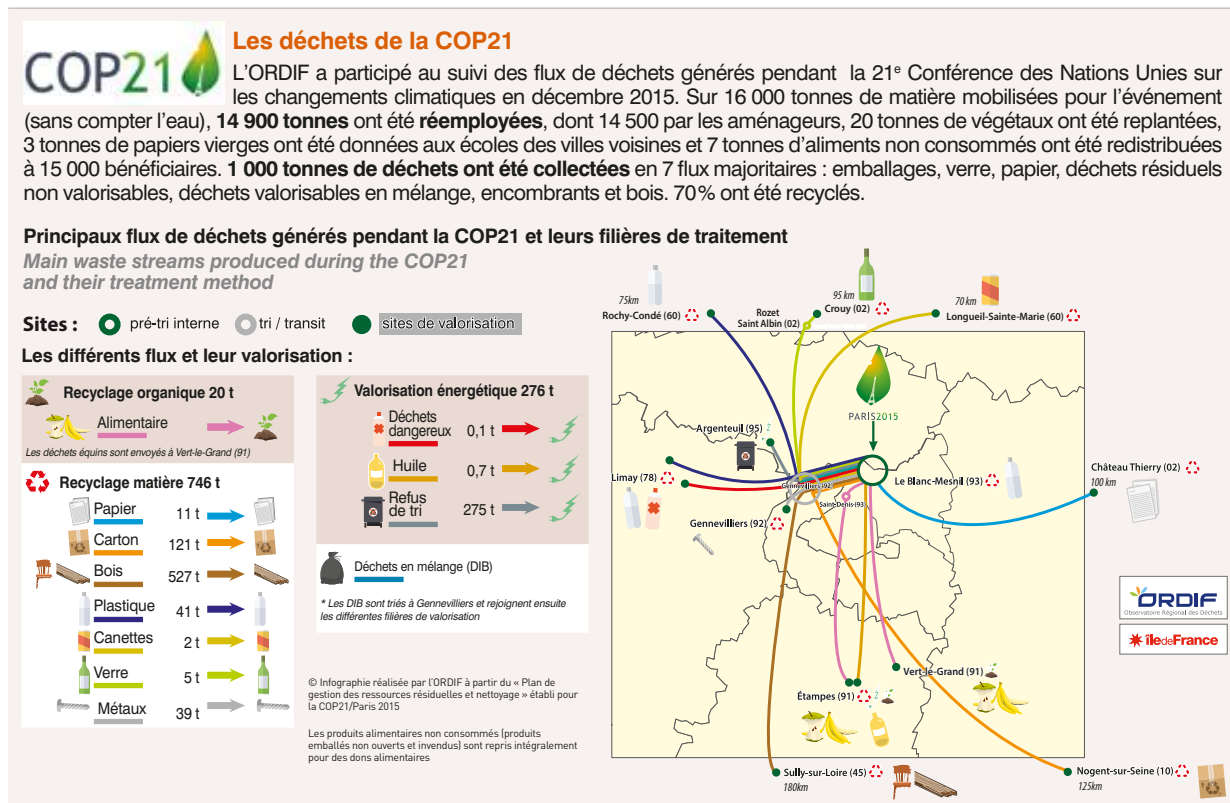 COP21
Les déchets de la COP21
L'ORDIF a participé au suivi des flux de déchets générés pendant la 21e Conférence des Nations Unies sur
les changements climatiques en décembre 2015. Sur 16 000 tonnes de matière mobilisées pour l'événement
(sans compter l'eau), 14 900 tonnes ont été réemployées, dont 14 500 par les aménageurs, 20 tonnes de végétaux ont été replantées,
3 tonnes de papiers vierges ont été données aux écoles des villes voisines et 7 tonnes d'aliments non consommés ont été redistribuées
à 15 000 bénéficiaires. 1 000 tonnes de déchets ont été collectées en 7 flux majoritaires : emballages, verre, papier, déchets résiduels
non valorisables, déchets valorisables en mélange, encombrants et bois. 70% ont été recyclés.
Principaux flux de déchets générés pendant la COP21 et leurs filières de traitement
Main waste streams produced during the COP21
and their treatment method
Sites : pré-tri interne tri / transit sites de valorisation
Les différents flux et leur valorisation :
Recyclage organique 20 t
Alimentaire
Les déchets équins sont envoyés à Vert-le-Grand (91)
Recyclage matière 746 t
Papier 11 t
Carton 121 t
Bois 527 t
Plastique 41 t
Canettes 2 t
Verre 5 t
Métaux 39 t
Valorisation énergétique 276 t
Déchets
dangereux 0,1 t
Huile 0,7 t
Refus
de tri 275 t
Déchets en mélange (DIB)
* Les DIB sont triés à Gennevilliers et rejoignent ensuite
les différentes filières de valorisation
© Infographie réalisée par l'ORDIF à partir du « Plan de
gestion des ressources résiduelles et nettoyage » établi pour
la COP21/Paris 2015
Les produits alimentaires non consommés (produits
emballés non ouverts et invendus) sont repris intégralement
pour des dons alimentaires
75km
Rochy-Condé (60)
Rozet
Saint Albin (02)
95 km
Crouy (02)
70 km
Longueil-Sainte-Marie (60)
PARIS2015
Argenteuil (95)
Limay (78)
Gennevilliers (92)
Gennevilliers (92)
Saint-Denis (93)
Le Blanc-Mesnil (93)
Château Thierry (02)
100 km
Vert-le-Grand (91)
Étampes (91)
Sully-sur-Loire (45)
180km
Nogent-sur-Seine (10)
125km
ORDIF
Observatoire Régional des Déchets
îledeFrance